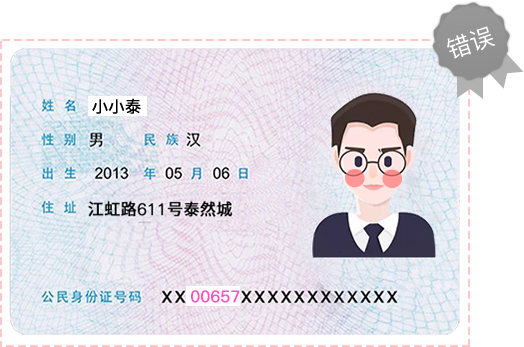 错误
姓名 小小泰
性别 男 民族 汉
出生 2013 年 05 月 06 日
住址 江虹路611号泰然城
公民身份证号码 XX00657XXXXXXXXXXXX